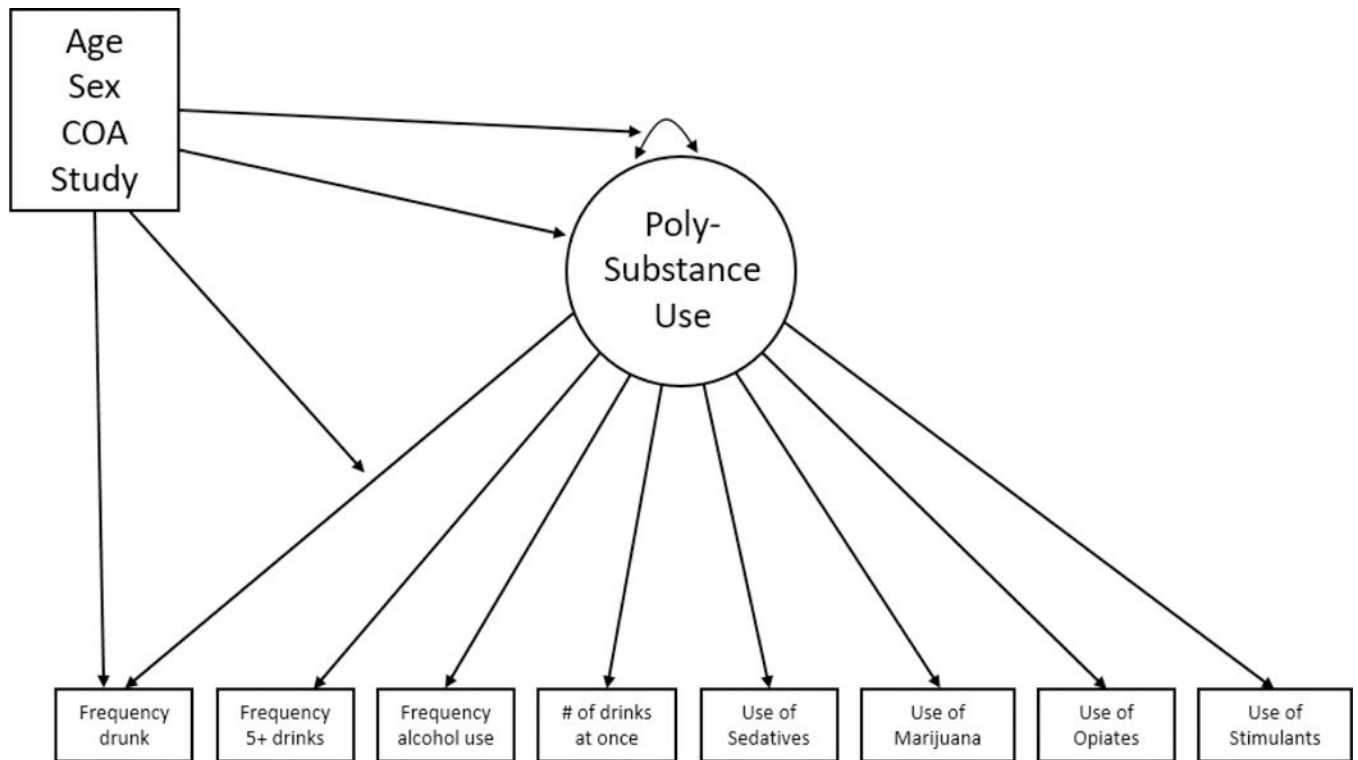 Age
Sex
COA
Study
Poly-
Substance
Use
Frequency
drunk
Frequency
5+ drinks
Frequency
alcohol use
# of drinks
at once
Use of
Sedatives
Use of
Marijuana
Use of
Opiates
Use of
Stimulants